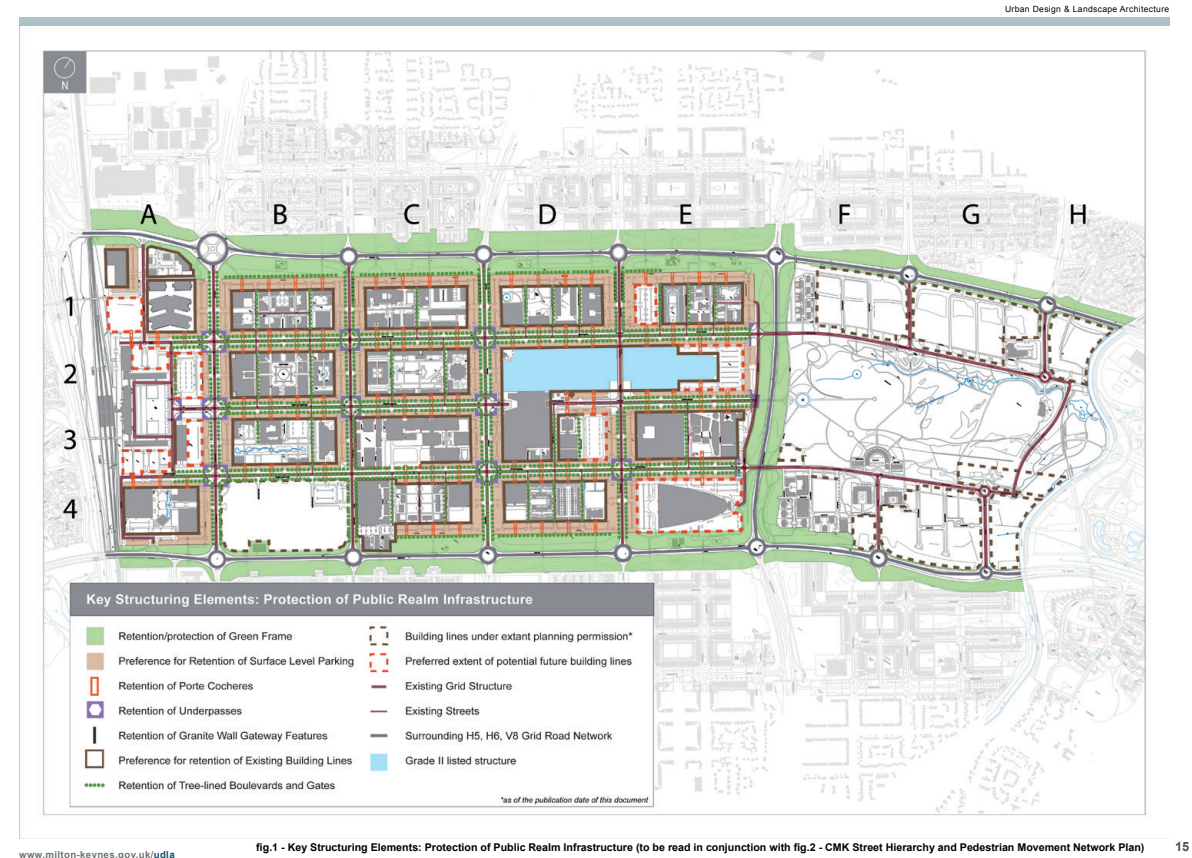 Urban Design & Landscape Architecture
N
A B C D E F G H
1
2
3
4
Key Structuring Elements: Protection of Public Realm Infrastructure
Retention/protection of Green Frame
Preference for Retention of Surface Level Parking
Retention of Porte Cocheres
Retention of Underpasses
Retention of Granite Wall Gateway Features
Preference for retention of Existing Building Lines
Retention of Tree-lined Boulevards and Gates
Building lines under extant planning permission*
Preferred extent of potential future building lines
Existing Grid Structure
Existing Streets
Surrounding H5, H6, V8 Grid Road Network
Grade II listed structure
*as of the publication date of this document
www.milton-keynes.gov.uk/udla
fig.1 - Key Structuring Elements: Protection of Public Realm Infrastructure (to be read in conjunction with fig.2 - CMK Street Hierarchy and Pedestrian Movement Network Plan) 15